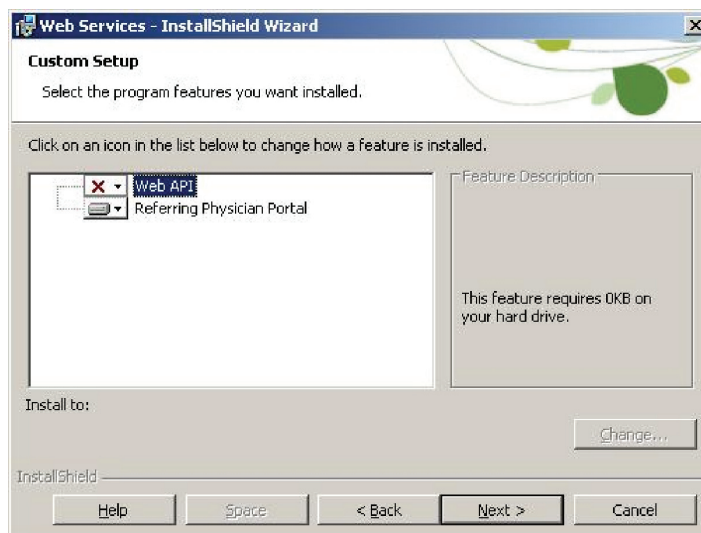 Web Services - InstallShield Wizard
Custom Setup
Select the program features you want installed.
Click on an icon in the list below to change how a feature is installed.
Web API
Referring Physician Portal
Feature Description
This feature requires 0KB on
your hard drive.
Install to:
Change...
InstallShield
Help
Space
< Back
Next >
Cancel